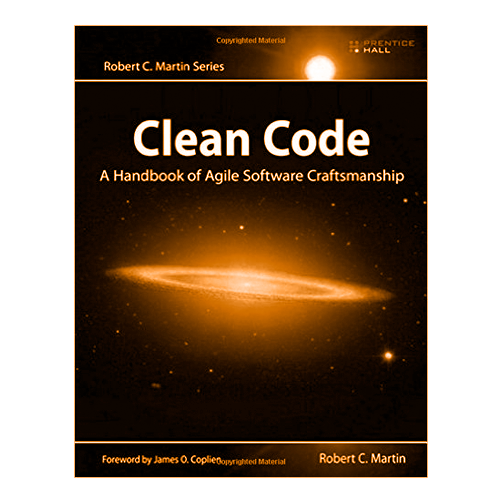 Copyrighted Material
PRENTICE
HALL
Robert C. Martin Series
Clean Code
A Handbook of Agile Software Craftsmanship
Foreword by James O. Coplien
Copyrighted Material
Robert C. Martin